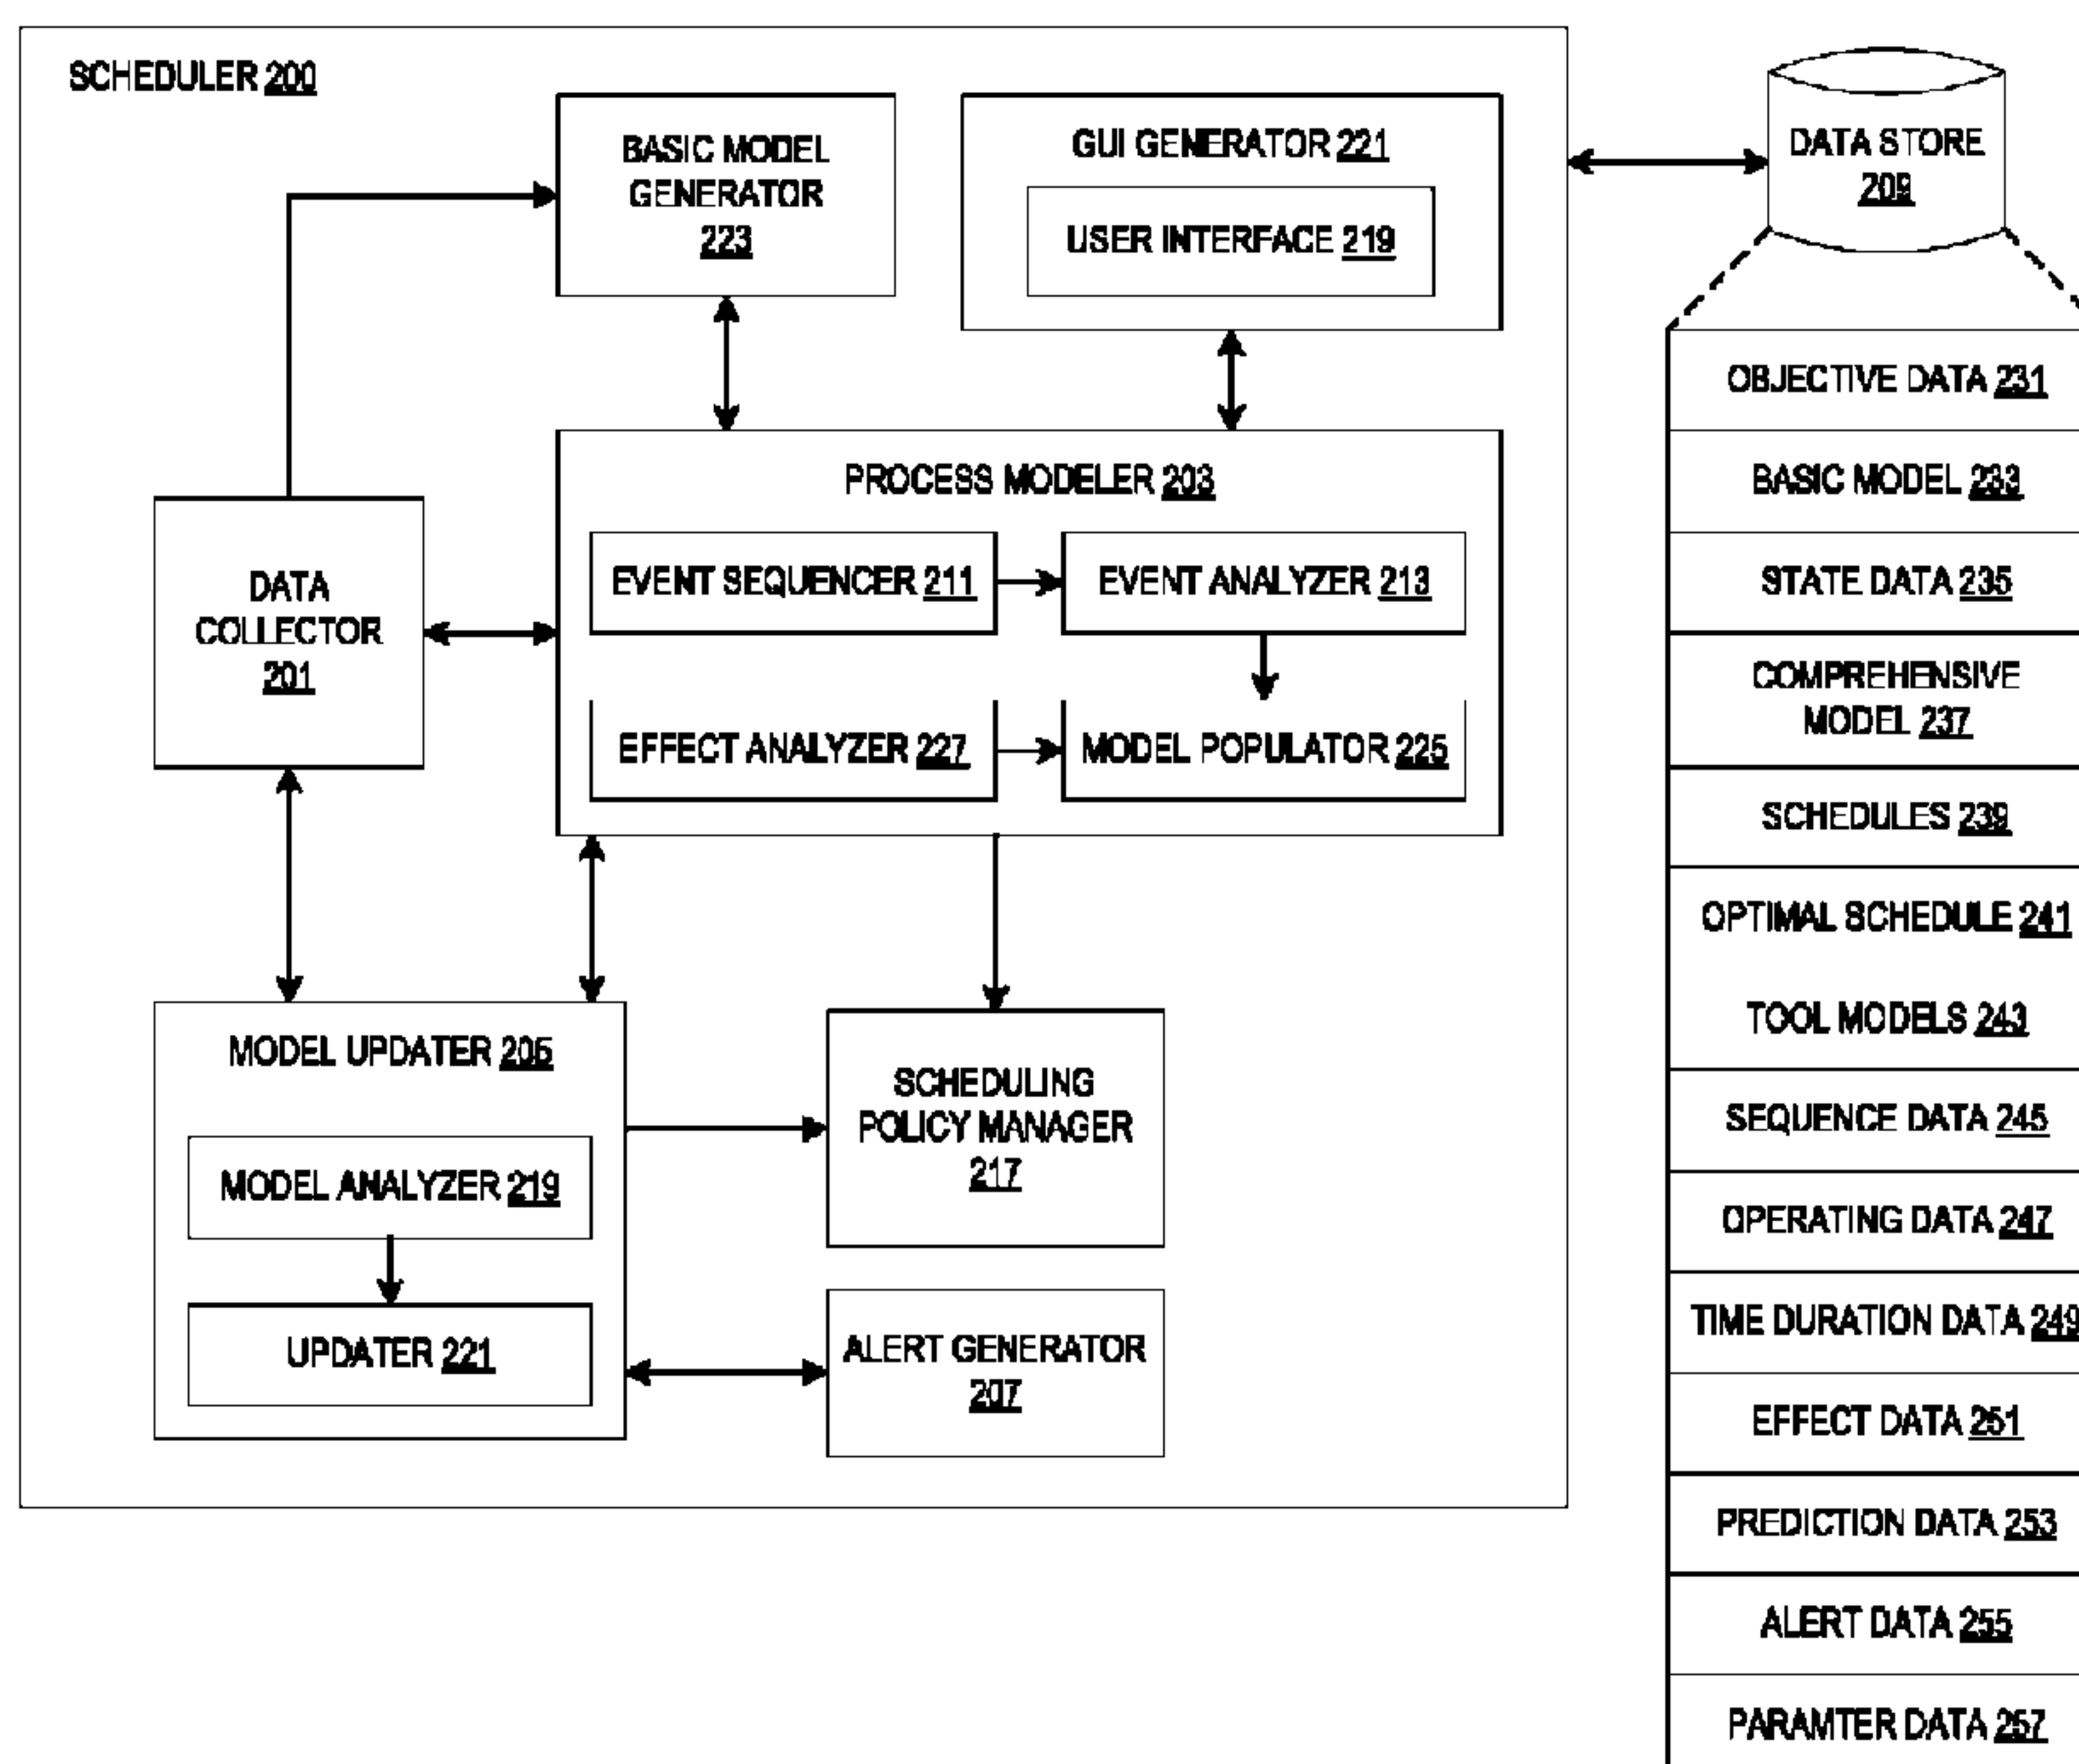 SCHEDULER 200
BASIC MODEL
GENERATOR
223
GUI GENERATOR 221
USER INTERFACE 219
DATA STORE
209
PROCESS MODELER 203
EVENT SEQUENCER 211
EVENT ANALYZER 213
EFFECT ANALYZER 227
MODEL POPULATOR 225
DATA
COLLECTOR
201
MODEL UPDATER 205
MODEL ANALYZER 219
UPDATER 221
SCHEDULING
POLICY MANAGER
217
ALERT GENERATOR
207
OBJECTIVE DATA 231
BASIC MODEL 233
STATE DATA 235
COMPREHENSIVE
MODEL 237
SCHEDULES 239
OPTIMAL SCHEDULE 241
TOOL MODELS 243
SEQUENCE DATA 245
OPERATING DATA 247
TIME DURATION DATA 249
EFFECT DATA 251
PREDICTION DATA 253
ALERT DATA 255
PARAMTER DATA 257